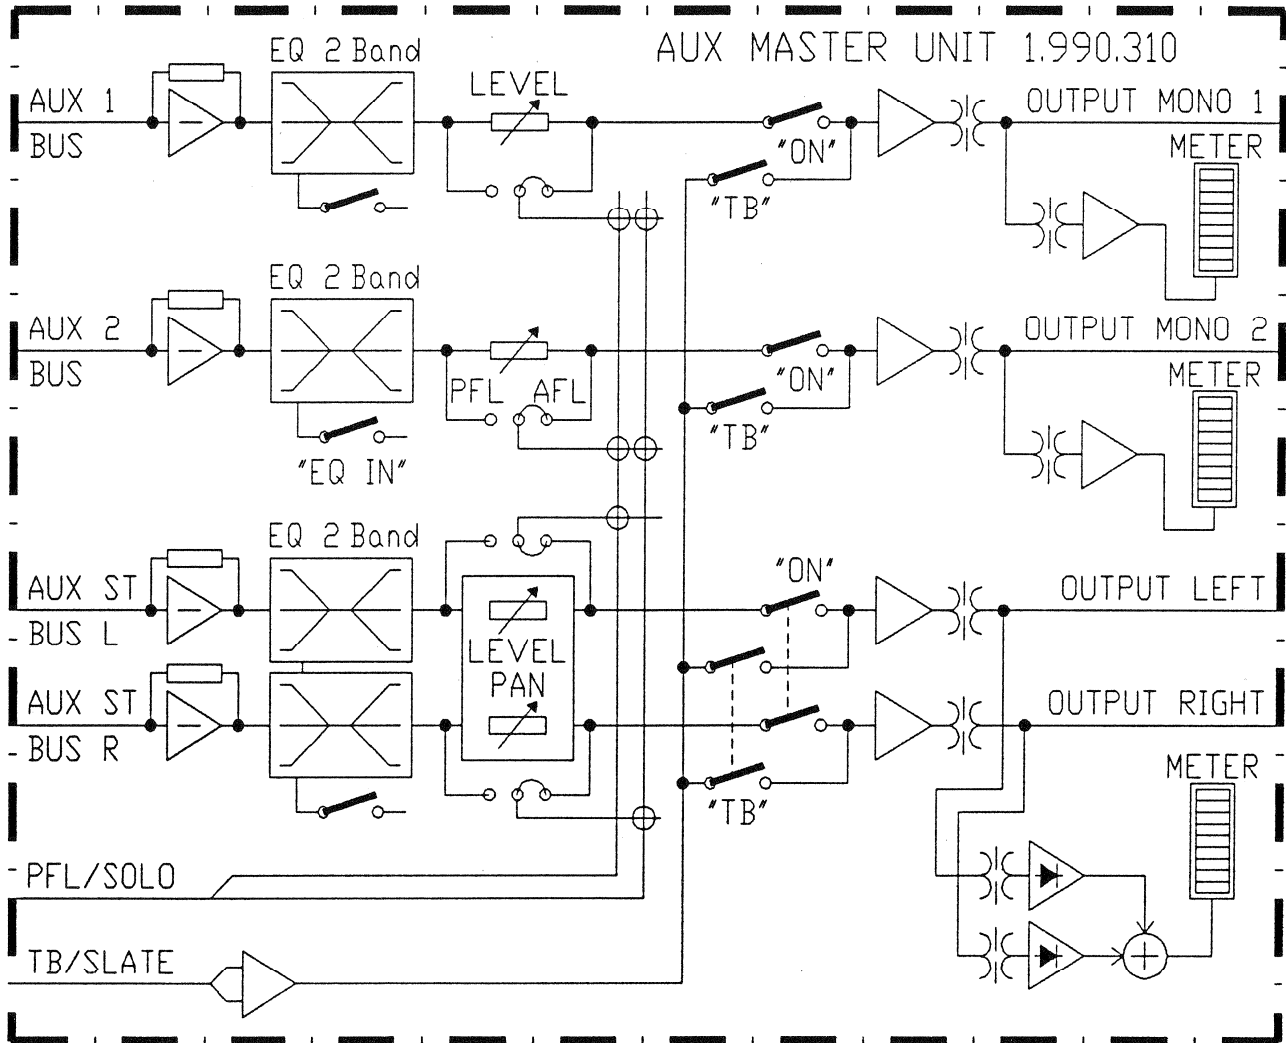 AUX MASTER UNIT 1.990.310
EQ 2 Band
LEVEL
AUX 1
BUS
"ON"
"TB"
OUTPUT MONO 1
METER
EQ 2 Band
AUX 2
BUS
PFL AFL
"EQ IN"
"ON"
"TB"
OUTPUT MONO 2
METER
EQ 2 Band
AUX ST
BUS L
"ON"
OUTPUT LEFT
LEVEL
PAN
AUX ST
BUS R
"TB"
OUTPUT RIGHT
METER
PFL/SOLO
TB/SLATE